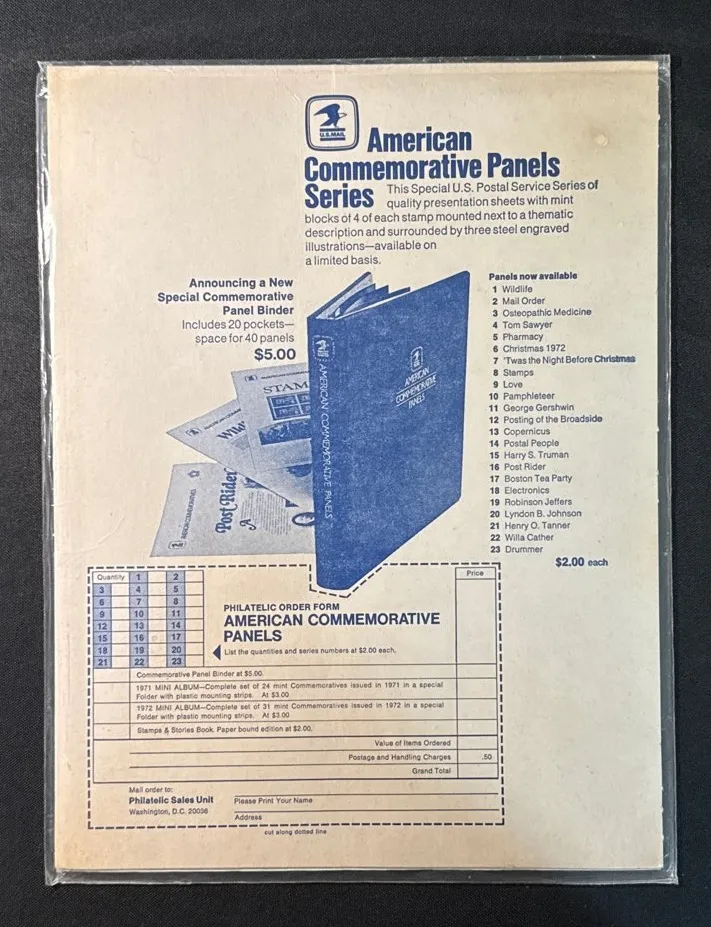 U.S.MAIL
American
Commemorative Panels
Series
This Special U.S. Postal Service Series of
quality presentation sheets with mint
blocks of 4 of each stamp mounted next to a thematic
description and surrounded by three steel engraved
illustrations—available on
a limited basis.
Announcing a New
Special Commemorative
Panel Binder
Includes 20 pockets—
space for 40 panels
$5.00
STAM
Post Rider
AMERICAN COMMEMORATIVE PANELS
AMERICAN
COMMEMORATIVE
PANELS
Panels now available
1 Wildlife
2 Mail Order
3 Osteopathic Medicine
4 Tom Sawyer
5 Pharmacy
6 Christmas 1972
7 'Twas the Night Before Christmas
8 Stamps
9 Love
10 Pamphleteer
11 George Gershwin
12 Posting of the Broadside
13 Copernicus
14 Postal People
15 Harry S. Truman
16 Post Rider
17 Boston Tea Party
18 Electronics
19 Robinson Jeffers
20 Lyndon B. Johnson
21 Henry O. Tanner
22 Willa Cather
23 Drummer
$2.00 each
Quantity 1 2
3 4 5
6 7 8
9 10 11
12 13 14
15 16 17
18 19 20
21 22 23
Price
PHILATELIC ORDER FORM
AMERICAN COMMEMORATIVE
PANELS
List the quantities and series numbers at $2.00 each.
Commemorative Panel Binder at $5.00.
1971 MINI ALBUM—Complete set of 24 mint Commemoratives issued in 1971 in a special
Folder with plastic mounting strips. At $3.00
1972 MINI ALBUM—Complete set of 31 mint Commemoratives issued in 1972 in a special
Folder with plastic mounting strips. At $3.00
Stamps & Stories Book. Paper bound edition at $2.00.
Value of Items Ordered
Postage and Handling Charges .50
Grand Total
Mail order to:
Philatelic Sales Unit
Washington, D.C. 20036
Please Print Your Name
Address
cut along dotted line